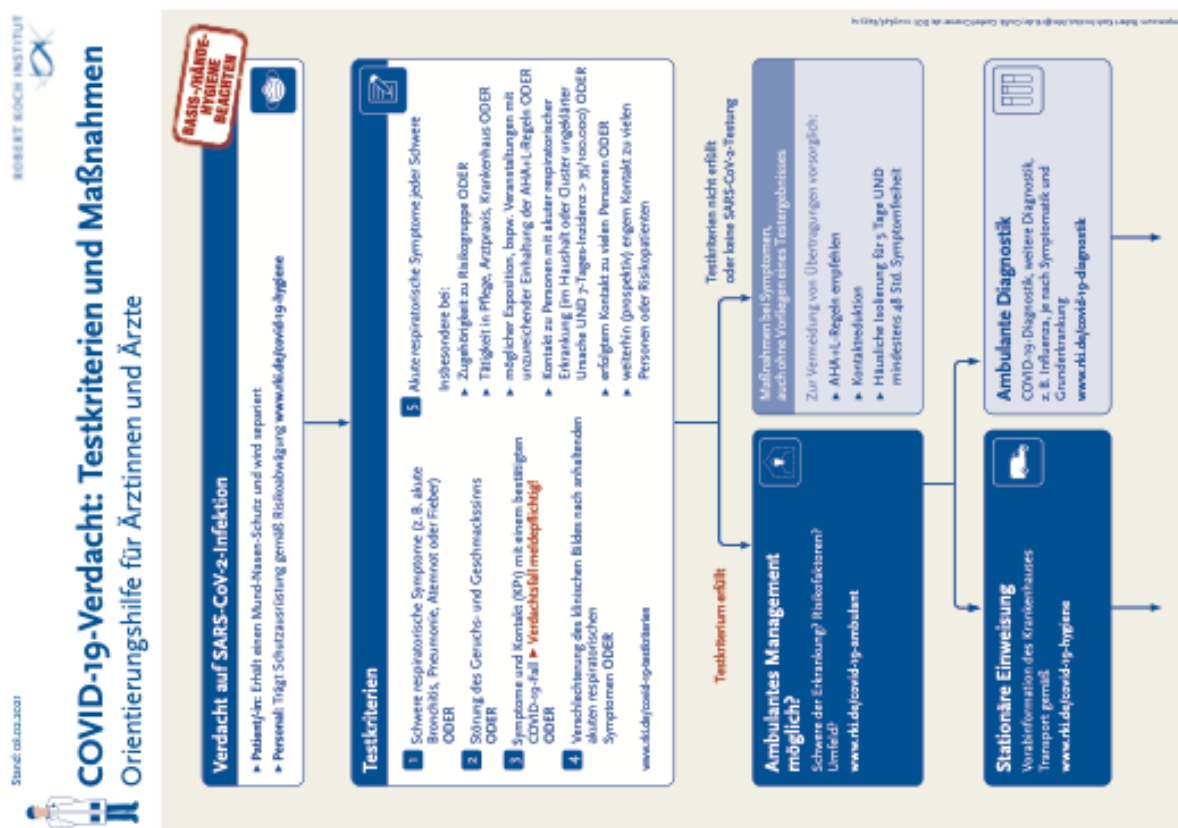 Stand: 08.02.2021
ROBERT KOCH INSTITUT
COVID-19-Verdacht: Testkriterien und Maßnahmen
Orientierungshilfe für Ärztinnen und Ärzte
BASIS-/HÄNDE-
HYGIENE
BEACHTEN
Verdacht auf SARS-CoV-2-Infektion
► Patient/-in: Erhält einen Mund-Nasen-Schutz und wird separiert
► Personal: Trägt Schutzausrüstung gemäß Risikoabwägung www.rki.de/covid-19-hygiene
Testkriterien
1 Schwere respiratorische Symptome (z. B. akute
Bronchitis, Pneumonie, Atemnot oder Fieber)
ODER
2 Störung des Geruchs- und Geschmackssinns
ODER
3 Symptome und Kontakt (KP1) mit einem bestätigten
COVID-19-Fall ► Verdachtsfall meldepflichtig!
ODER
4 Verschlechterung des klinischen Bildes nach anhaltenden
akuten respiratorischen
Symptomen ODER
www.rki.de/covid-19-testkriterien
5 Akute respiratorische Symptome jeder Schwere
Insbesondere bei:
► Zugehörigkeit zu Risikogruppe ODER
► Tätigkeit in Pflege, Arztpraxis, Krankenhaus ODER
► möglicher Exposition, bspw. Veranstaltungen mit
unzureichender Einhaltung der AHA+L-Regeln ODER
► Kontakt zu Personen mit akuter respiratorischer
Erkrankung (im Haushalt oder Cluster ungeklärter
Ursache UND 7-Tages-Inzidenz > 35/100.000) ODER
► erfolgtem Kontakt zu vielen Personen ODER
► weiterhin (prospektiv) engem Kontakt zu vielen
Personen oder Risikopatienten
Testkriterium erfüllt
Testkriterien nicht erfüllt
oder keine SARS-CoV-2-Testung
Ambulantes Management
möglich?
Schwere der Erkrankung? Risikofaktoren?
Umfeld?
www.rki.de/covid-19-ambulant
Maßnahmen bei Symptomen,
auch ohne Vorliegen eines Testergebnisses
Zur Vermeidung von Übertragungen vorsorglich:
► AHA+L-Regeln empfehlen
► Kontaktreduktion
► Häusliche Isolierung für 5 Tage UND
mindestens 48 Std. Symptomfreiheit
Stationäre Einweisung
Vorabinformation des Krankenhauses
Transport gemäß
www.rki.de/covid-19-hygiene
Ambulante Diagnostik
COVID-19-Diagnostik, weitere Diagnostik,
z. B. Influenza, je nach Symptomatik und
Grunderkrankung
www.rki.de/covid-19-diagnostik